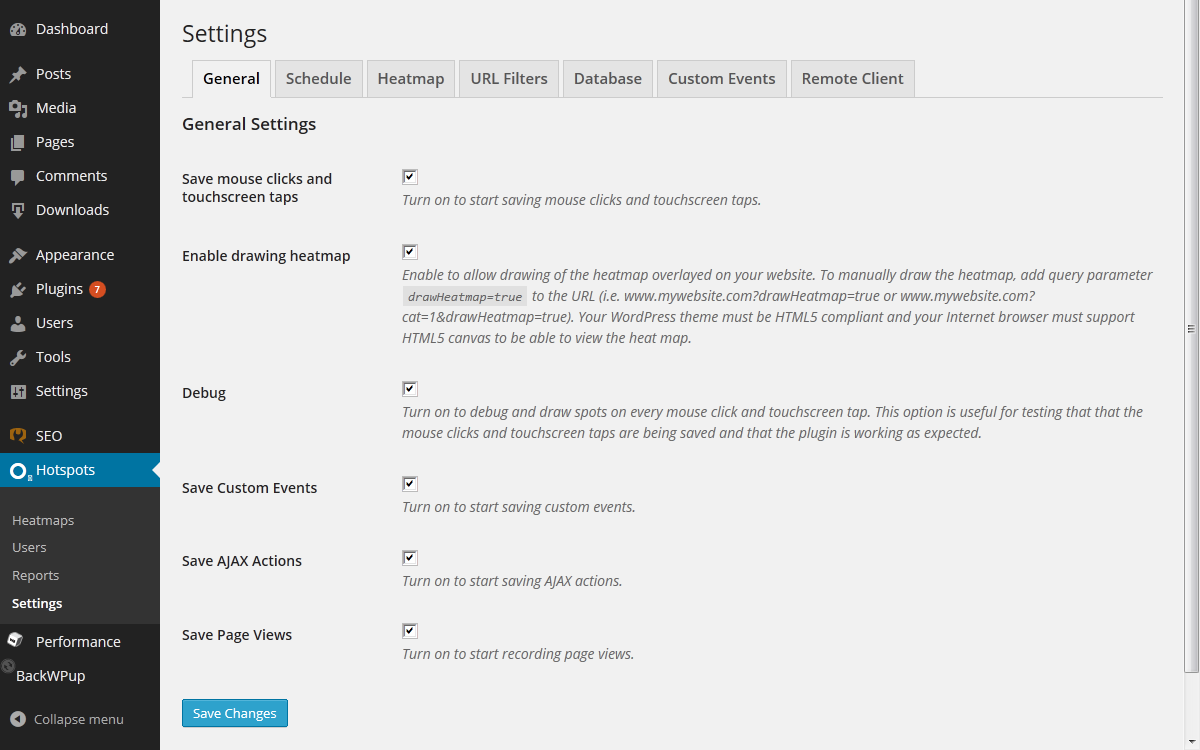 Dashboard
Posts
Media
Pages
Comments
Downloads
Appearance
Plugins 7
Users
Tools
Settings
SEO
Hotspots
Heatmaps
Users
Reports
Settings
Performance
BackWPup
Collapse menu
Settings
General Schedule Heatmap URL Filters Database Custom Events Remote Client
General Settings
Save mouse clicks and
touchscreen taps
Turn on to start saving mouse clicks and touchscreen taps.
Enable drawing heatmap
Enable to allow drawing of the heatmap overlayed on your website. To manually draw the heatmap, add query parameter
drawHeatmap=true to the URL (i.e. www.mywebsite.com?drawHeatmap=true or www.mywebsite.com?
cat=1&drawHeatmap=true). Your WordPress theme must be HTML5 compliant and your Internet browser must support
HTML5 canvas to be able to view the heat map.
Debug
Turn on to debug and draw spots on every mouse click and touchscreen tap. This option is useful for testing that that the
mouse clicks and touchscreen taps are being saved and that the plugin is working as expected.
Save Custom Events
Turn on to start saving custom events.
Save AJAX Actions
Turn on to start saving AJAX actions.
Save Page Views
Turn on to start recording page views.
Save Changes